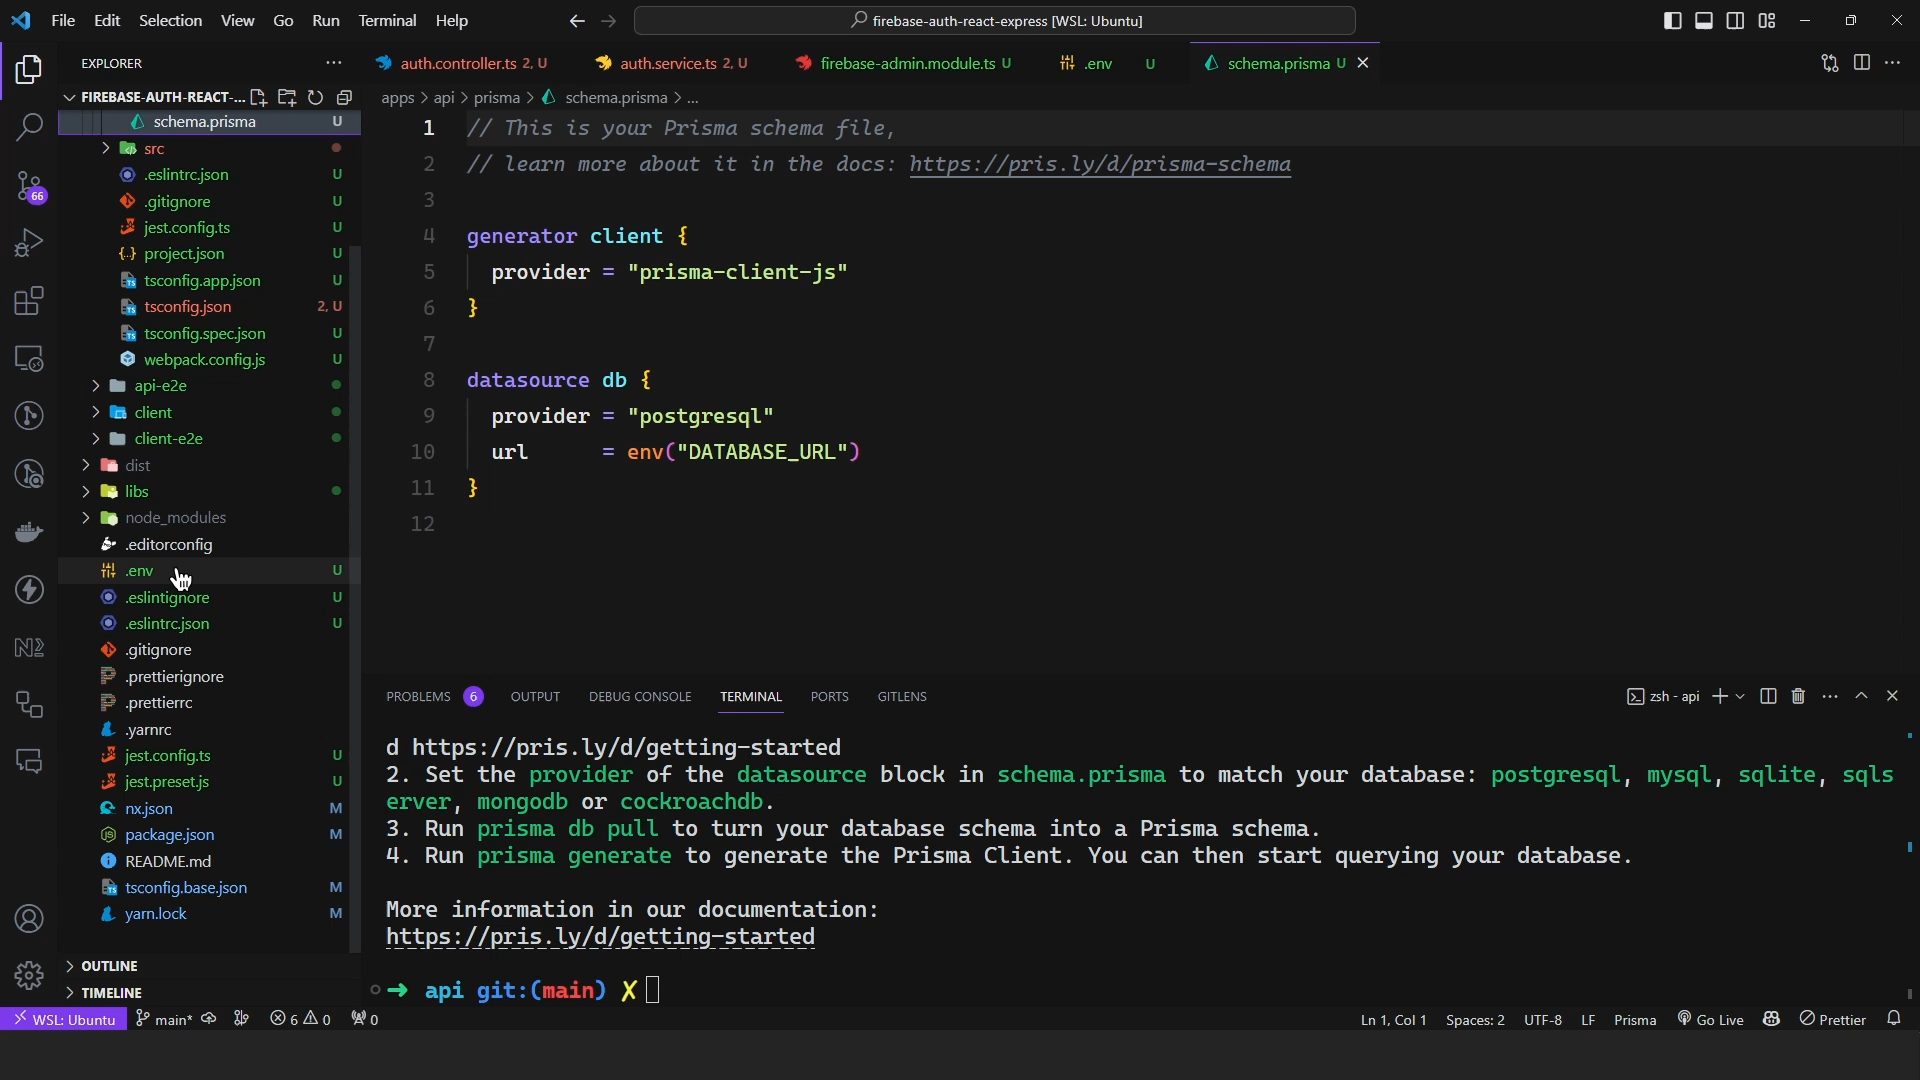 File Edit Selection View Go Run Terminal Help
firebase-auth-react-express [WSL: Ubuntu]
EXPLORER
auth.controller.ts 2, U
auth.service.ts 2, U
firebase-admin.module.ts U
.env U
schema.prisma U
FIREBASE-AUTH-REACT-...
apps > api > prisma > schema.prisma > ...
schema.prisma U
src
.eslintrc.json U
.gitignore U
jest.config.ts U
project.json U
tsconfig.app.json U
tsconfig.json 2, U
tsconfig.spec.json U
webpack.config.js U
api-e2e
client
client-e2e
dist
libs
node_modules
.editorconfig
.env U
.eslintignore U
.eslintrc.json U
.gitignore
.prettierignore
.prettierrc
.yarnrc
jest.config.ts U
jest.preset.js U
nx.json M
package.json M
README.md
tsconfig.base.json M
yarn.lock M
OUTLINE
TIMELINE
66
1 // This is your Prisma schema file,
2 // learn more about it in the docs: https://pris.ly/d/prisma-schema
3
4 generator client {
5 provider = "prisma-client-js"
6 }
7
8 datasource db {
9 provider = "postgresql"
10 url = env("DATABASE_URL")
11 }
12
PROBLEMS 6 OUTPUT DEBUG CONSOLE TERMINAL PORTS GITLENS
zsh - api
d https://pris.ly/d/getting-started
2. Set the provider of the datasource block in schema.prisma to match your database: postgresql, mysql, sqlite, sqls
erver, mongodb or cockroachdb.
3. Run prisma db pull to turn your database schema into a Prisma schema.
4. Run prisma generate to generate the Prisma Client. You can then start querying your database.
More information in our documentation:
https://pris.ly/d/getting-started
➜ api git:(main) ✗
WSL: Ubuntu main* 6 0 0
Ln 1, Col 1 Spaces: 2 UTF-8 LF Prisma Go Live Prettier